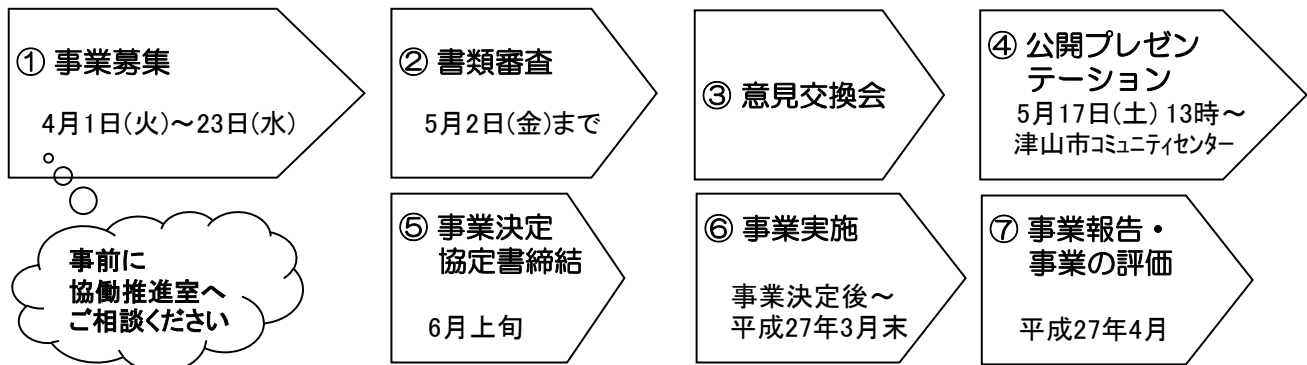 ① 事業募集
4月1日(火)～23日(水)
事前に
協働推進室へ
ご相談ください
② 書類審査
5月2日(金)まで
③ 意見交換会
④ 公開プレゼン
テーション
5月17日(土) 13時～
津山市ｺﾐｭﾆﾃｨｾﾝﾀｰ
⑤ 事業決定
協定書締結
6月上旬
⑥ 事業実施
事業決定後～
平成27年3月末
⑦ 事業報告・
事業の評価
平成27年4月